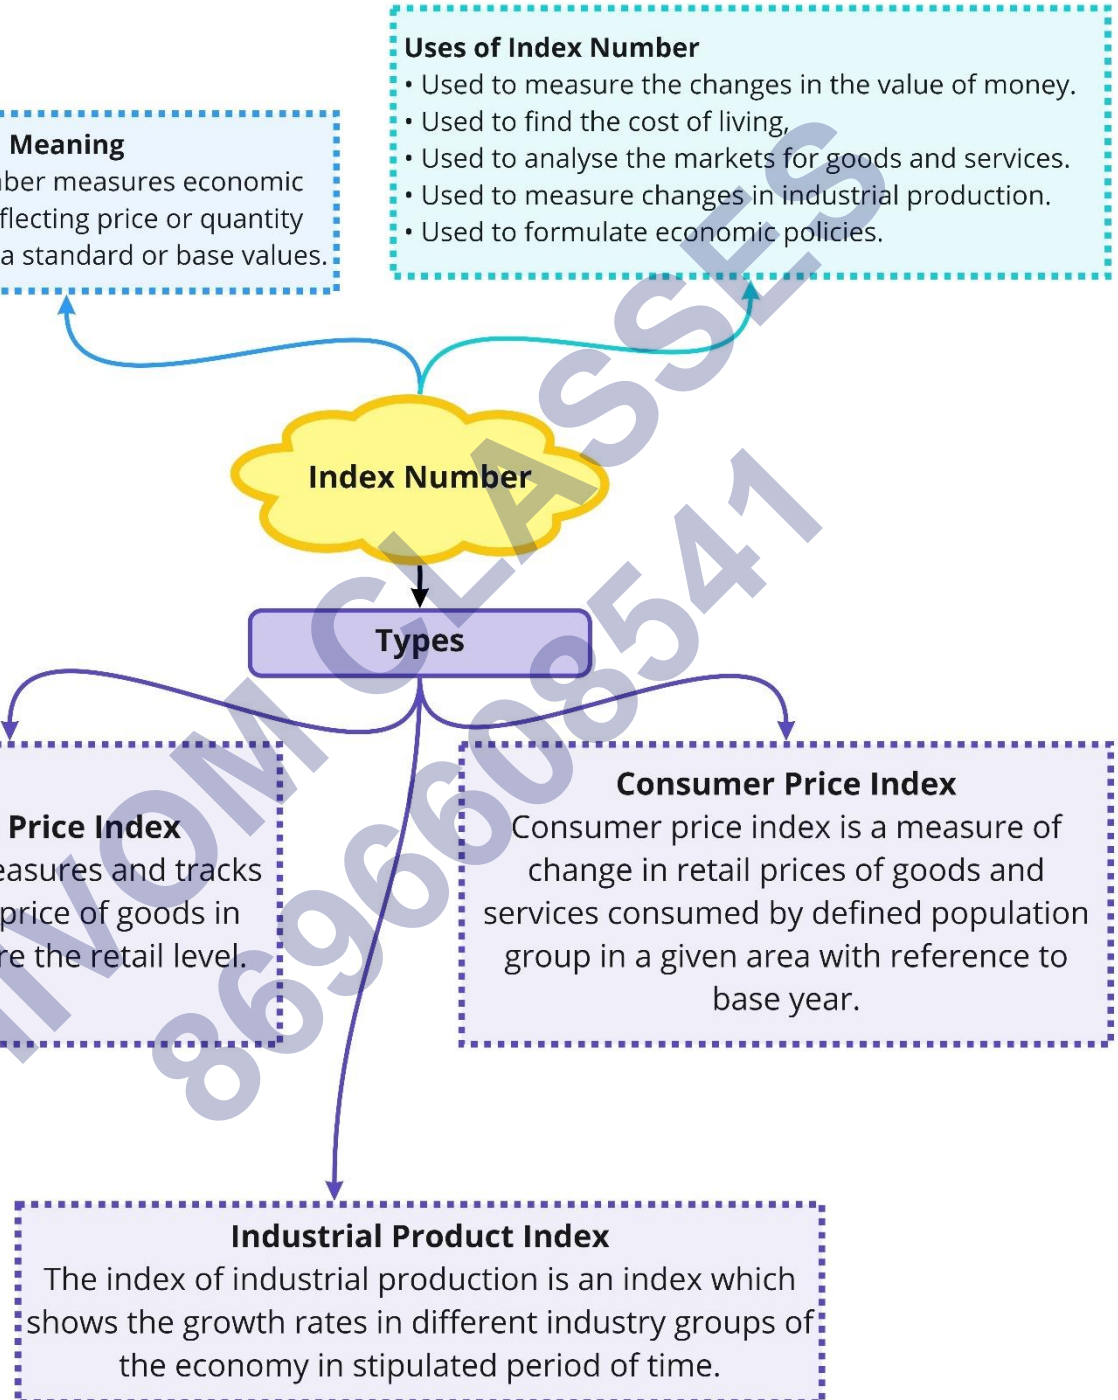 Uses of Index Number
• Used to measure the changes in the value of money.
• Used to find the cost of living,
• Used to analyse the markets for goods and services.
• Used to measure changes in industrial production.
• Used to formulate economic policies.
Meaning
measures economic
price or quantity
a standard or base values.
Index Number
Types
Price Index
and tracks
price of goods in
the retail level.
Consumer Price Index
Consumer price index is a measure of
change in retail prices of goods and
services consumed by defined population
group in a given area with reference to
base year.
Industrial Product Index
The index of industrial production is an index which
shows the growth rates in different industry groups of
the economy in stipulated period of time.
CLASSES
8696608541